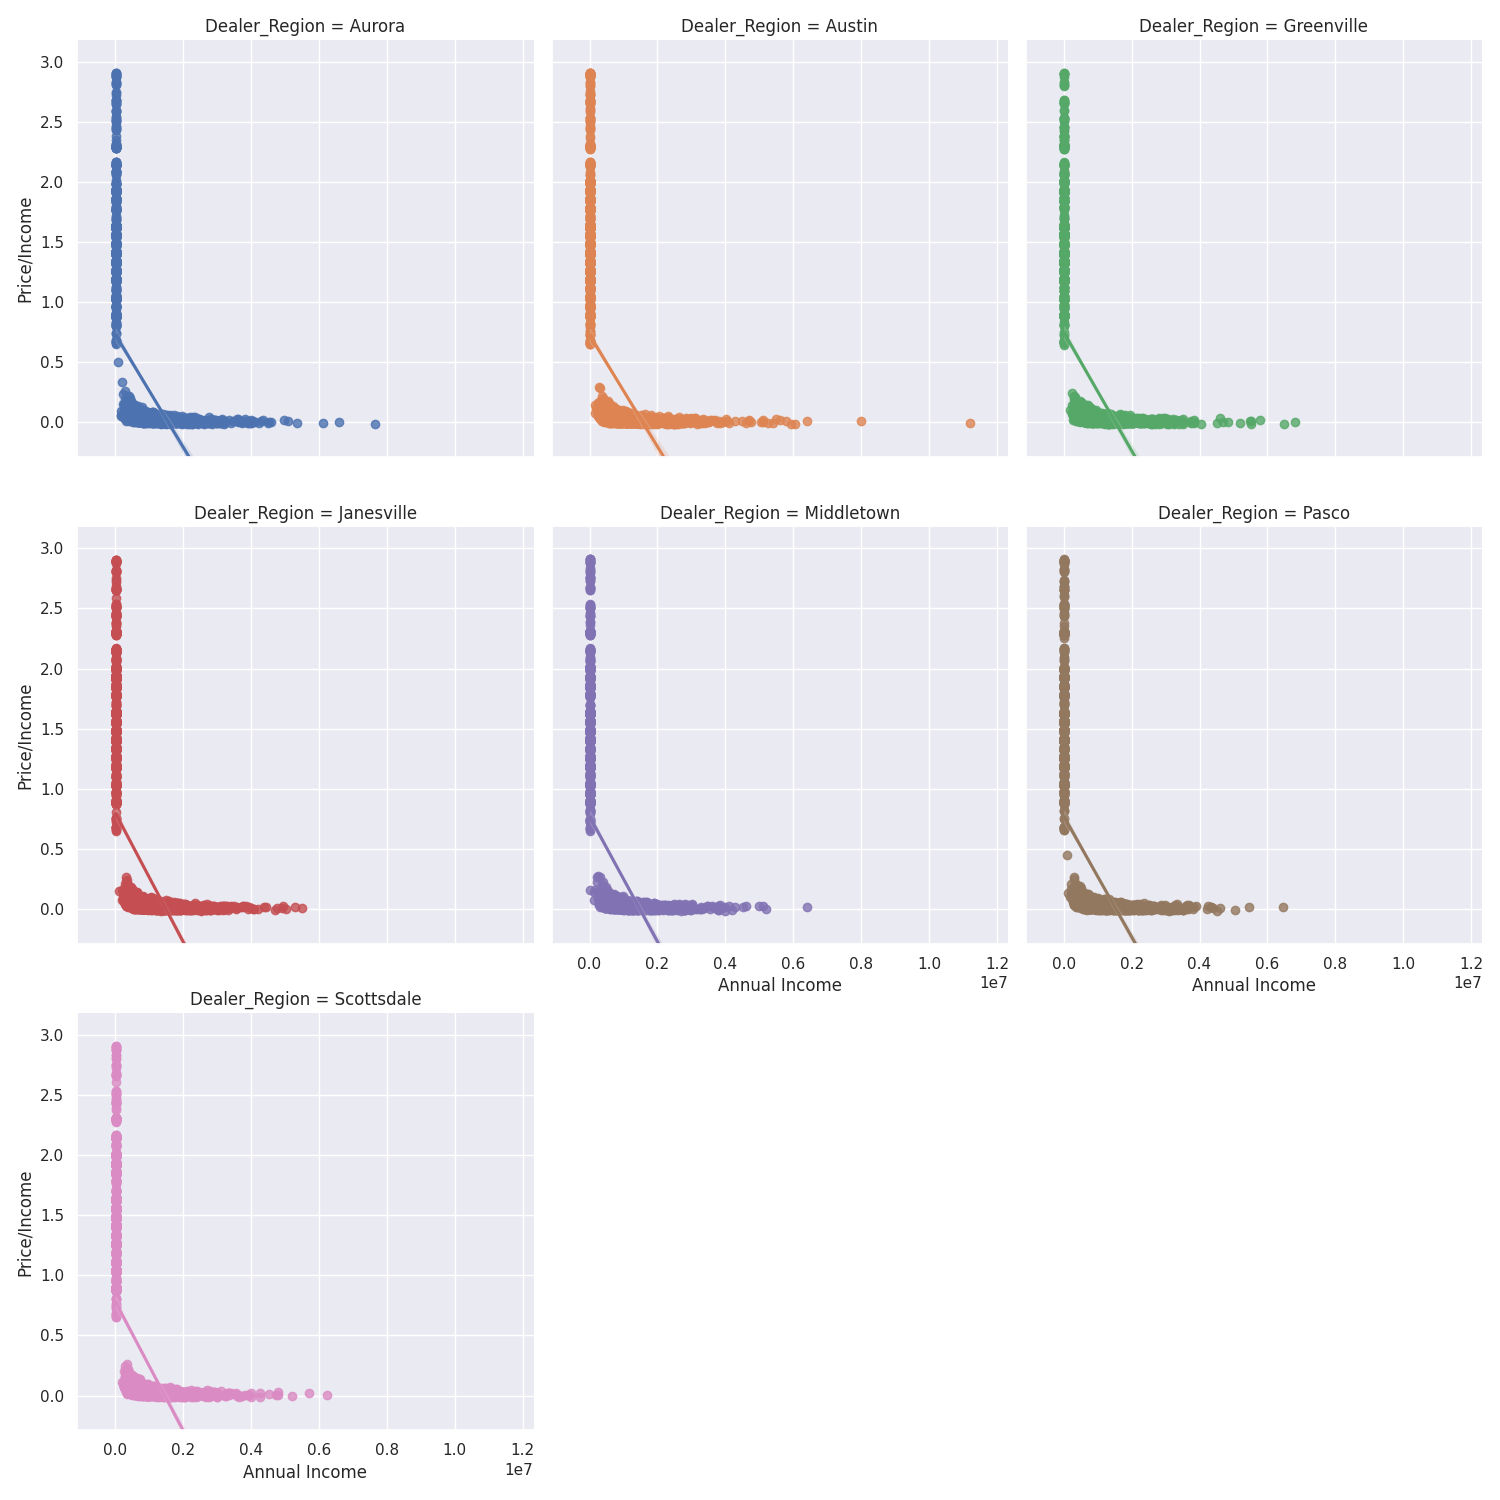 Dealer_Region = Aurora
Dealer_Region = Austin
Dealer_Region = Greenville
3.0
2.5
2.0
1.5
1.0
0.5
0.0
Price/Income
Dealer_Region = Janesville
Dealer_Region = Middletown
Dealer_Region = Pasco
3.0
2.5
2.0
1.5
1.0
0.5
0.0
Price/Income
0.0 0.2 0.4 0.6 0.8 1.0 1.2
1e7
Annual Income
0.0 0.2 0.4 0.6 0.8 1.0 1.2
1e7
Annual Income
Dealer_Region = Scottsdale
3.0
2.5
2.0
1.5
1.0
0.5
0.0
Price/Income
0.0 0.2 0.4 0.6 0.8 1.0 1.2
1e7
Annual Income